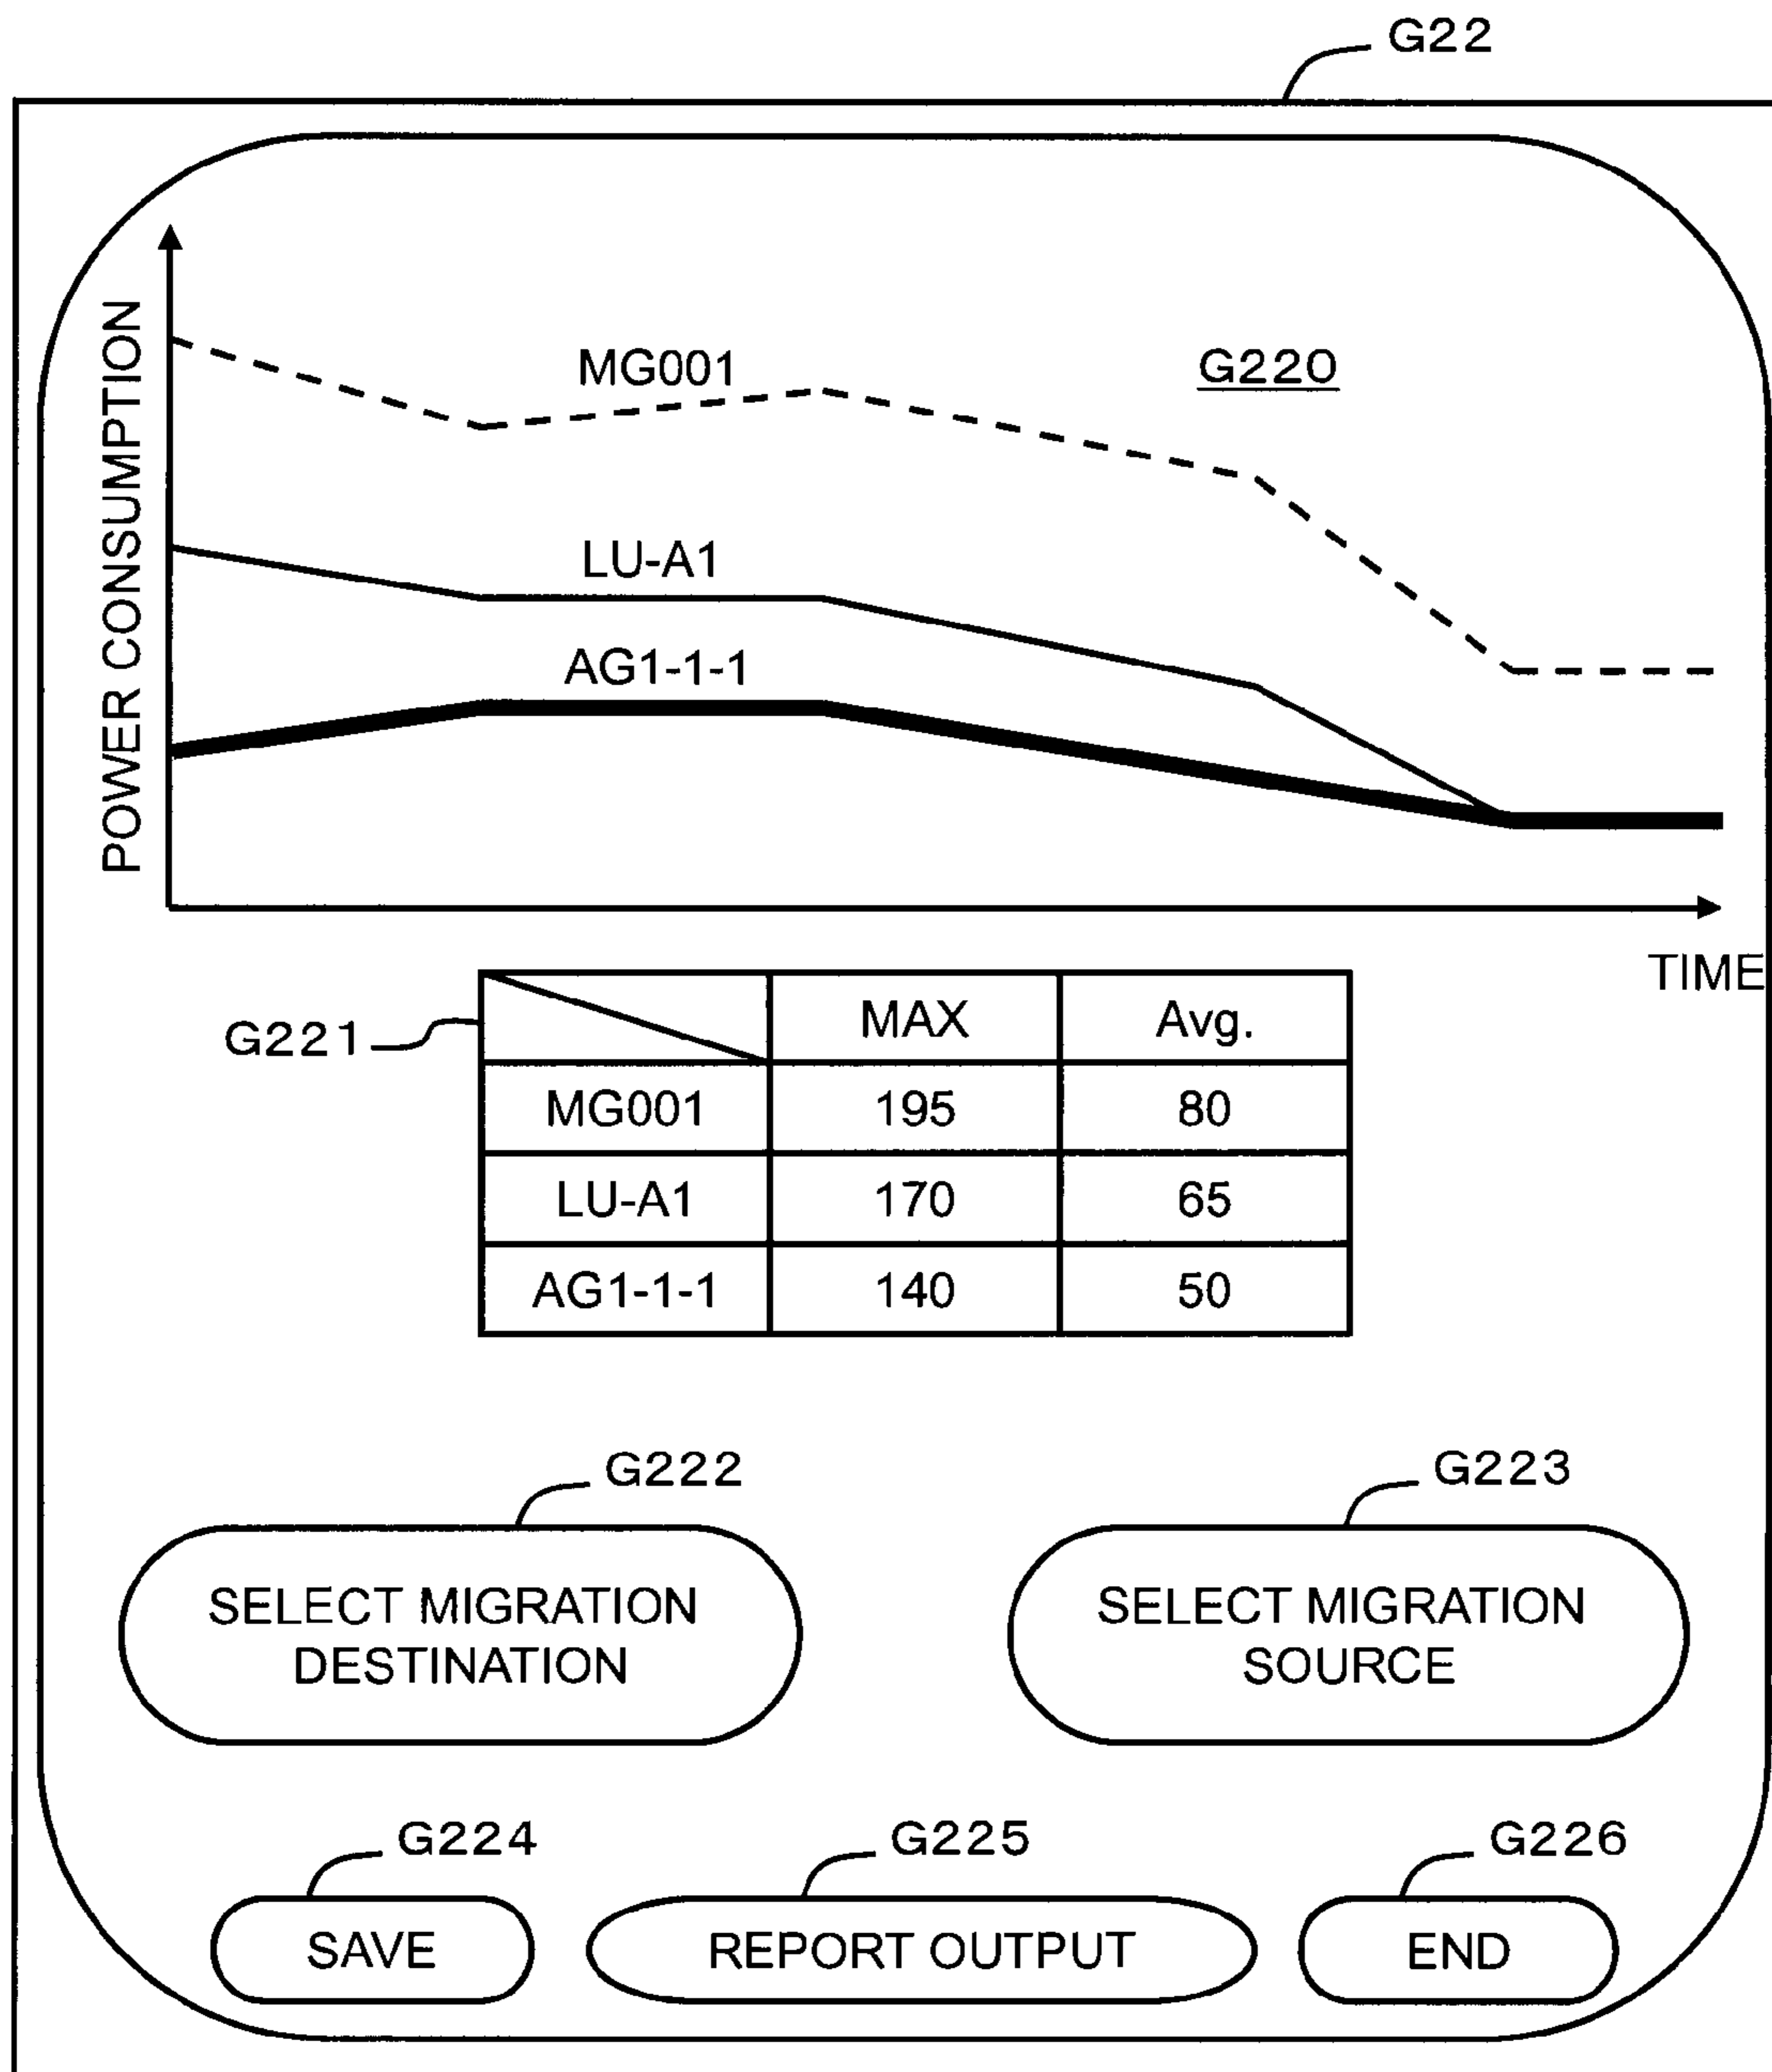 G22
POWER CONSUMPTION
MG001
G220
LU-A1
AG1-1-1
TIME
G221
MAX Avg.
MG001 195 80
LU-A1 170 65
AG1-1-1 140 50
G222
G223
SELECT MIGRATION
DESTINATION
SELECT MIGRATION
SOURCE
G224
G225
G226
SAVE
REPORT OUTPUT
END